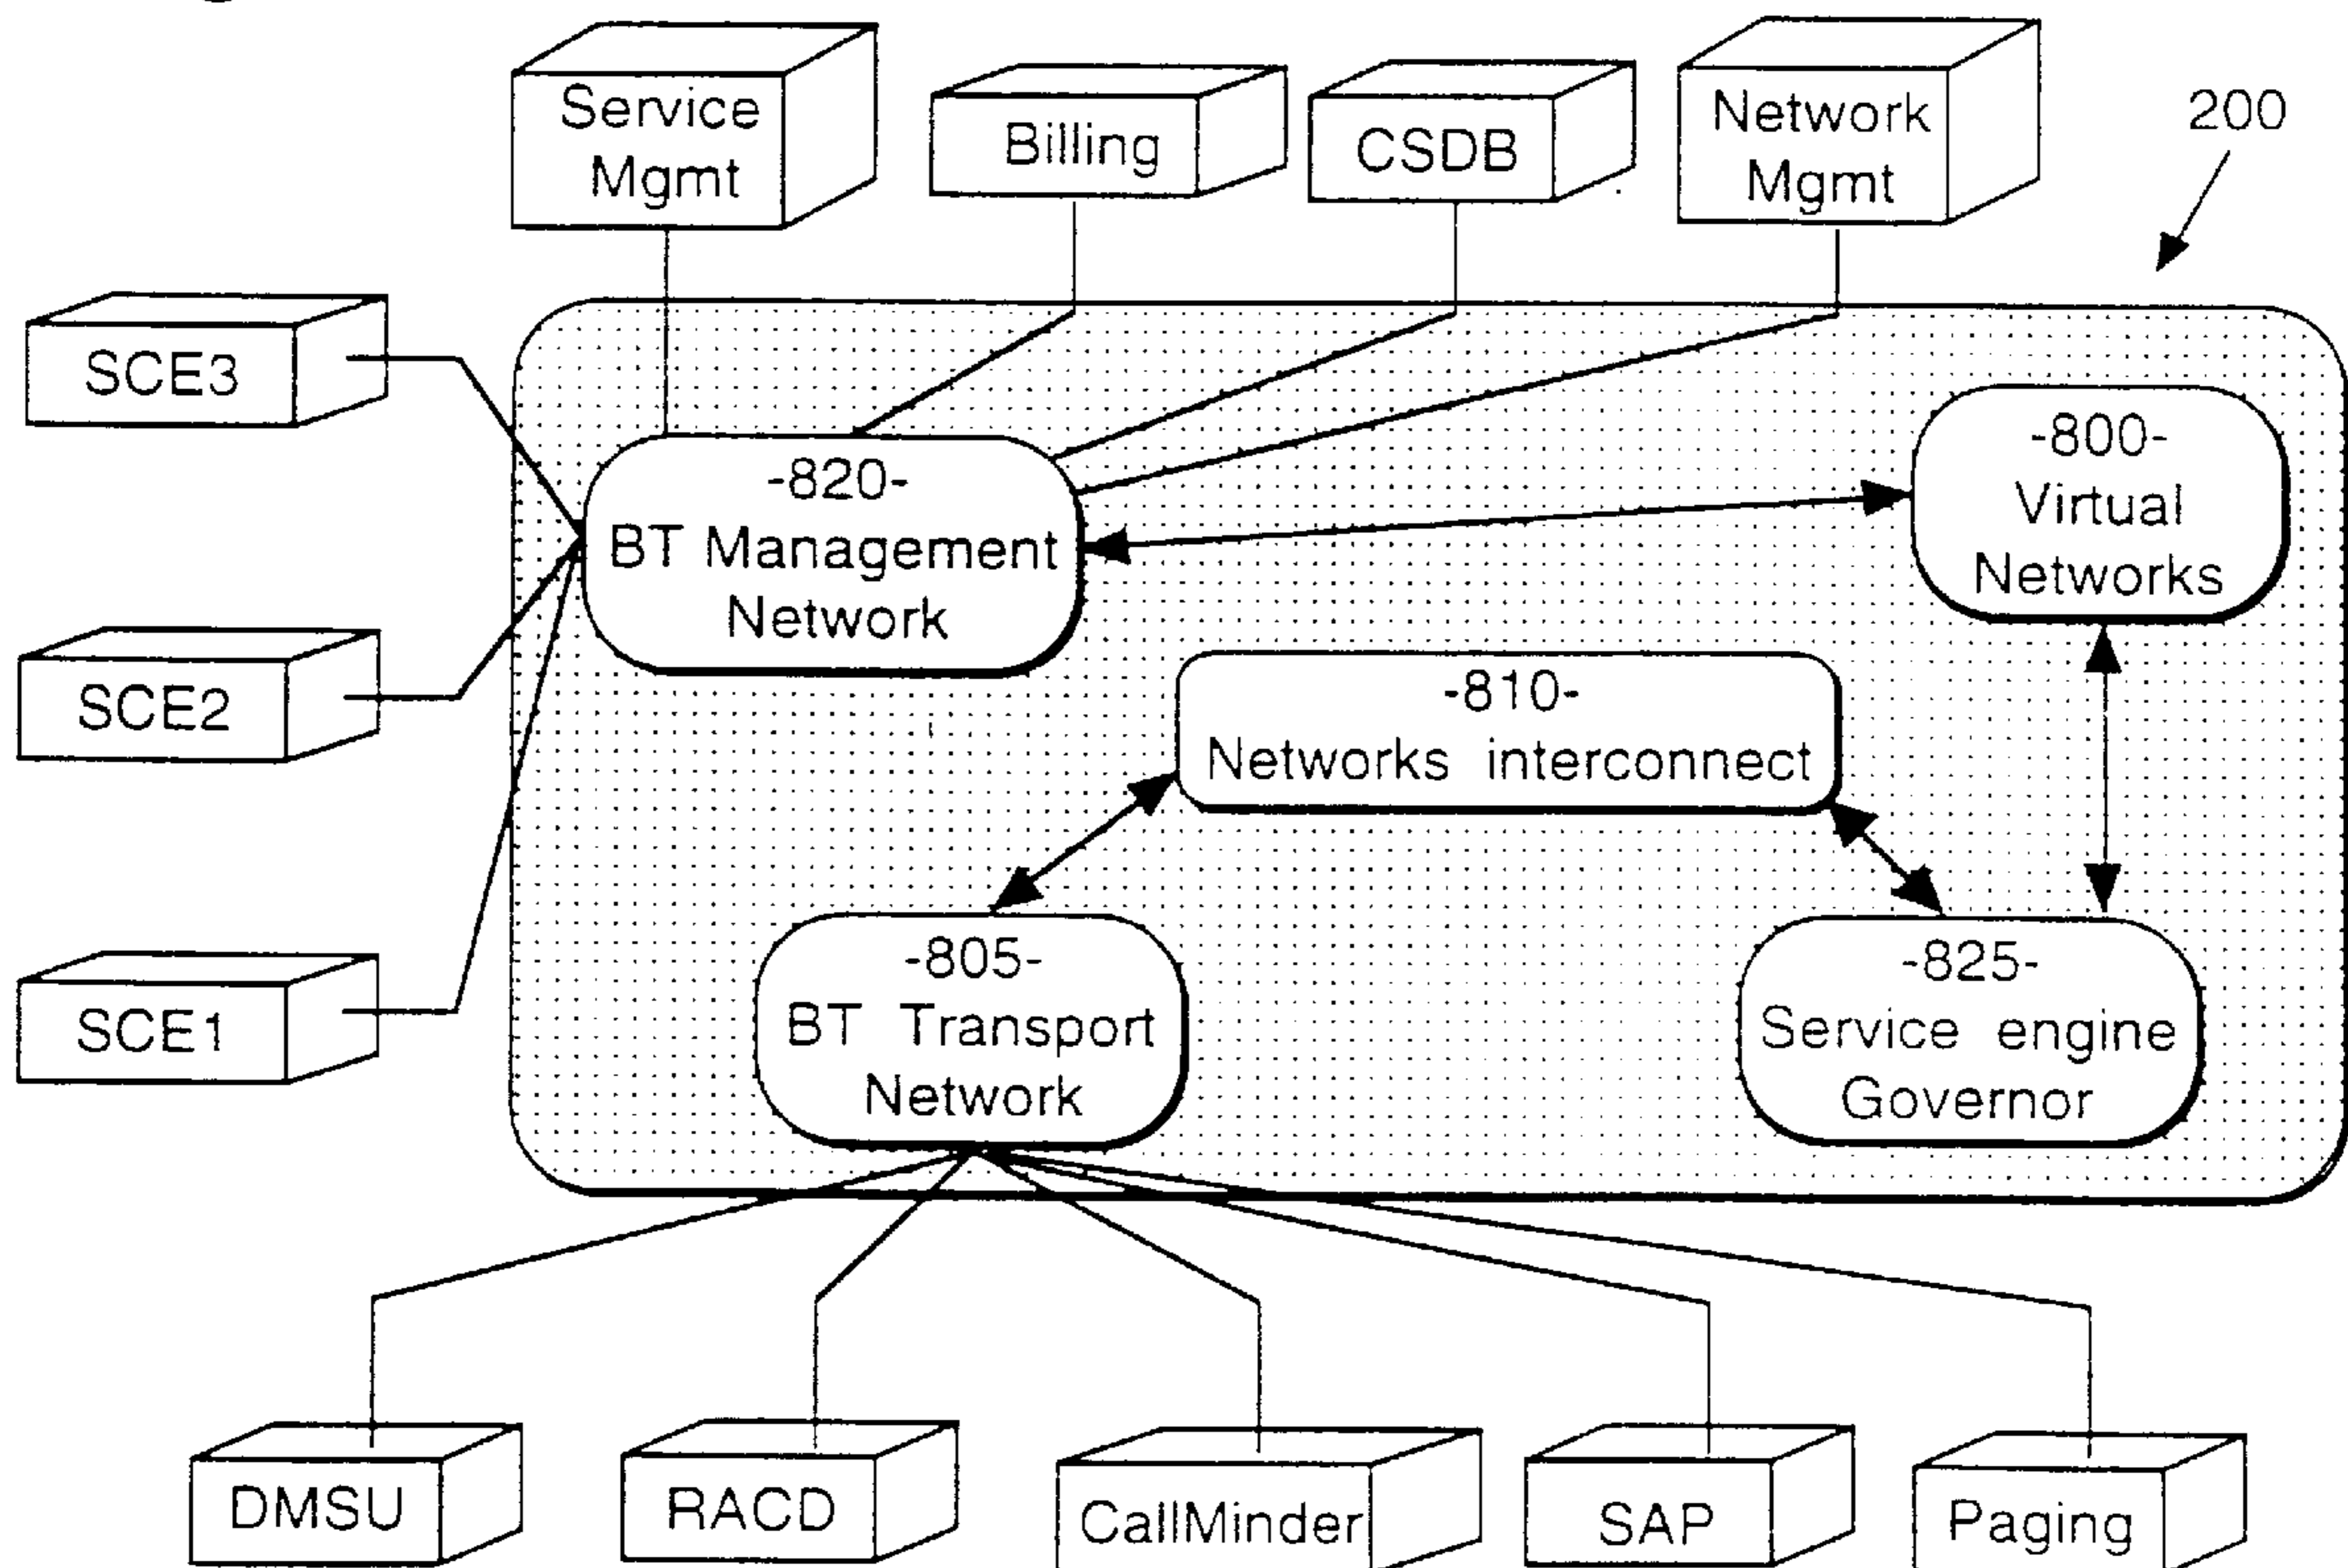 Service
Mgmt
Billing
CSDB
Network
Mgmt
200
SCE3
-820-
BT Management
Network
-800-
Virtual
Networks
SCE2
-810-
Networks interconnect
SCE1
-805-
BT Transport
Network
-825-
Service engine
Governor
DMSU
RACD
CallMinder
SAP
Paging